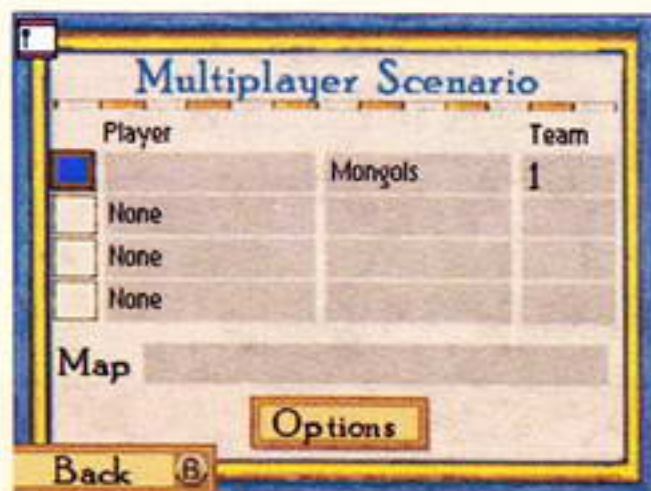 Multiplayer Scenario
Player Team
Mongols 1
None
None
None
Map
Options
Back B